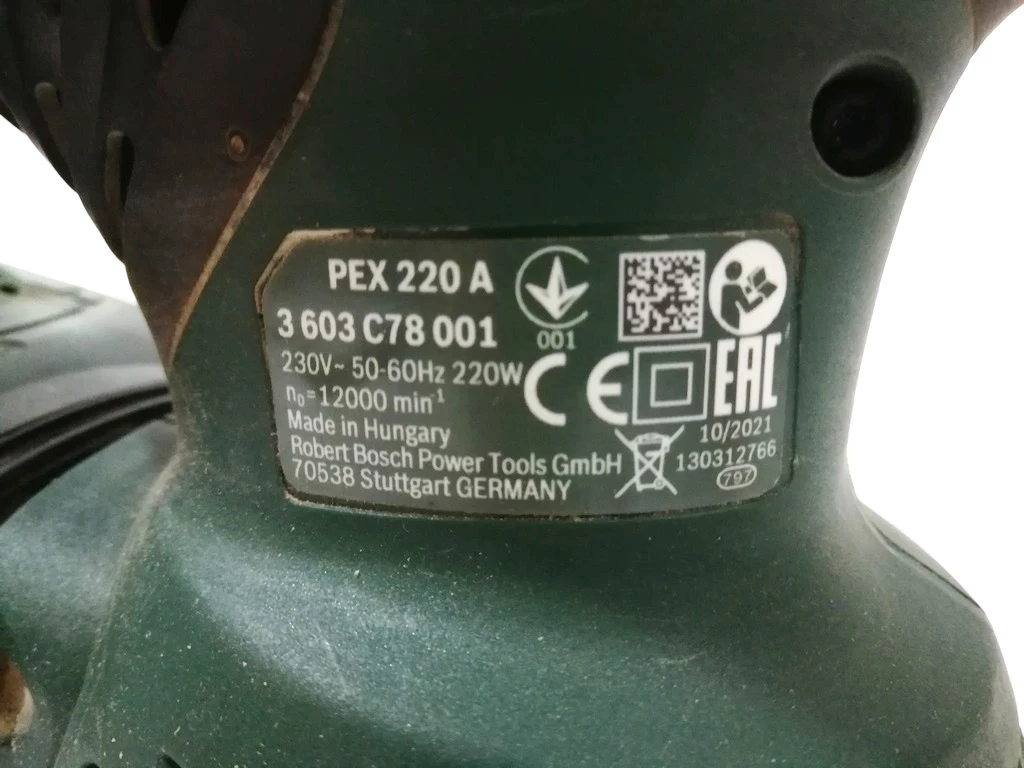 PEX 220 A
3 603 C78 001
001
230V~ 50-60Hz 220W
n₀=12000 min⁻¹
Made in Hungary
Robert Bosch Power Tools GmbH
70538 Stuttgart GERMANY
CE
EAC
10/2021
130312766
797